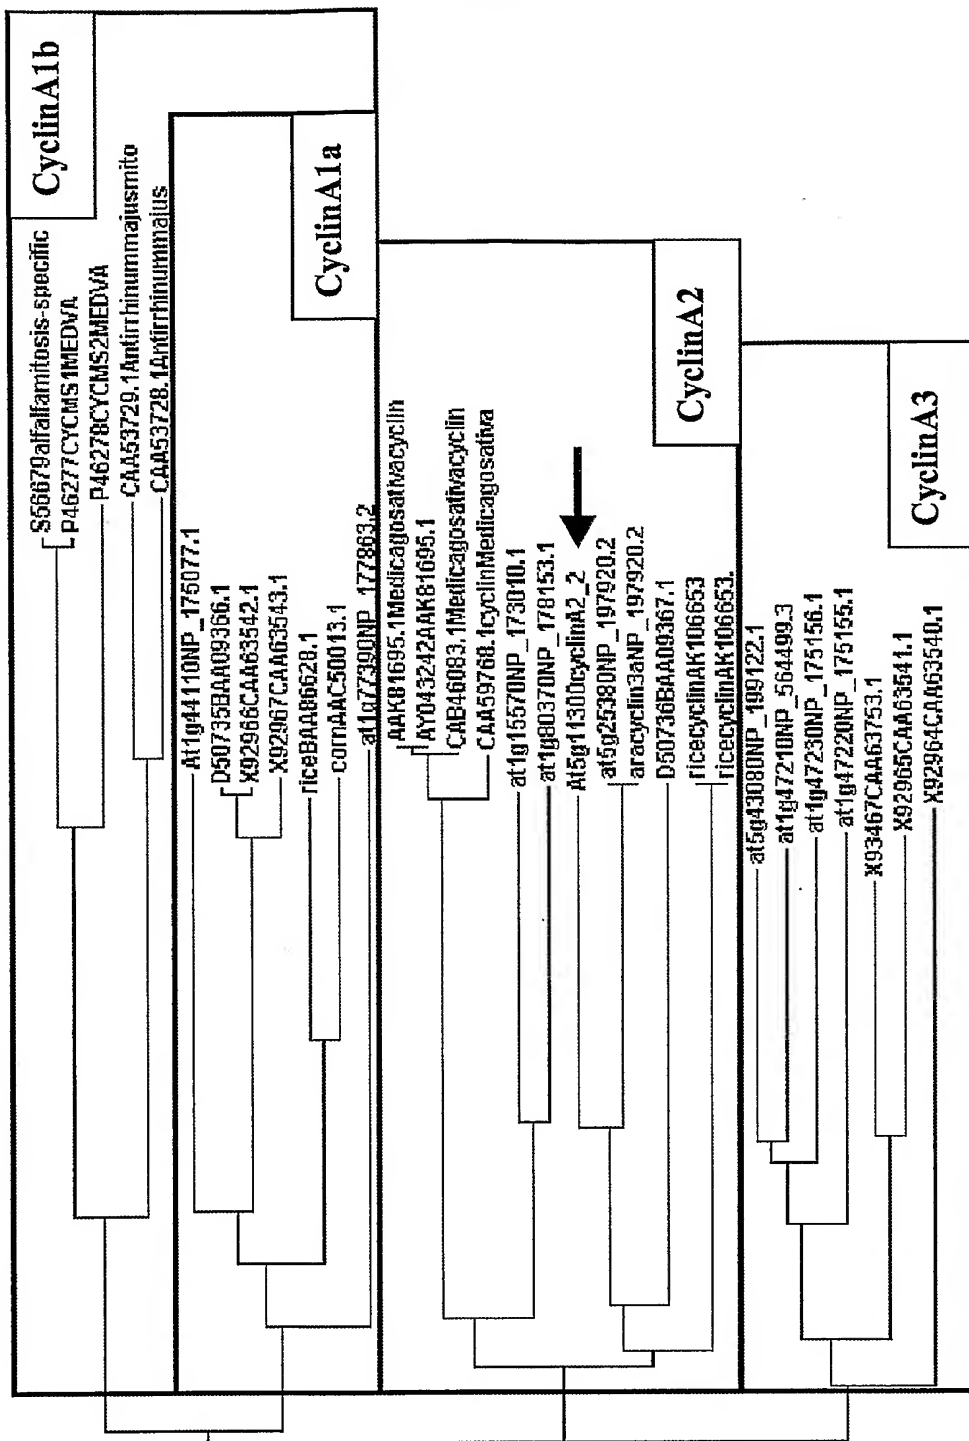 S56679alfalfamitosis-specific
P46277CYCMS1MEDVA
P46278CYCMS2MEDVA
CAA53729.1Antirrhinummajusmito
CAA53728.1Antirrhinummajus
CyclinA1b
At1g44110NP_175077.1
D50735BAA09366.1
X92966CAA63542.1
X92967CAA63543.1
riceBAA86628.1
cornAAC50013.1
at1g77390NP_177863.2
CyclinA1a
AAK81695.1Medicagosativacyclin
AY043242AAK81695.1
CAB46083.1Medicagosativacyclin
CAA59768.1cyclinMedicagosativa
at1g15570NP_173010.1
at1g80370NP_178153.1
At5g11300cyclinA2_2
at5g25380NP_197920.2
aracyclin3aNP_197920.2
D50736BAA09367.1
ricecyclinAK106653
ricecyclinAK106653.
CyclinA2
at5g43080NP_199122.1
at1g47210NP_564499.3
at1g47230NP_175156.1
at1g47220NP_175155.1
X93467CAA63753.1
X92965CAA63541.1
X92964CAA63540.1
CyclinA3